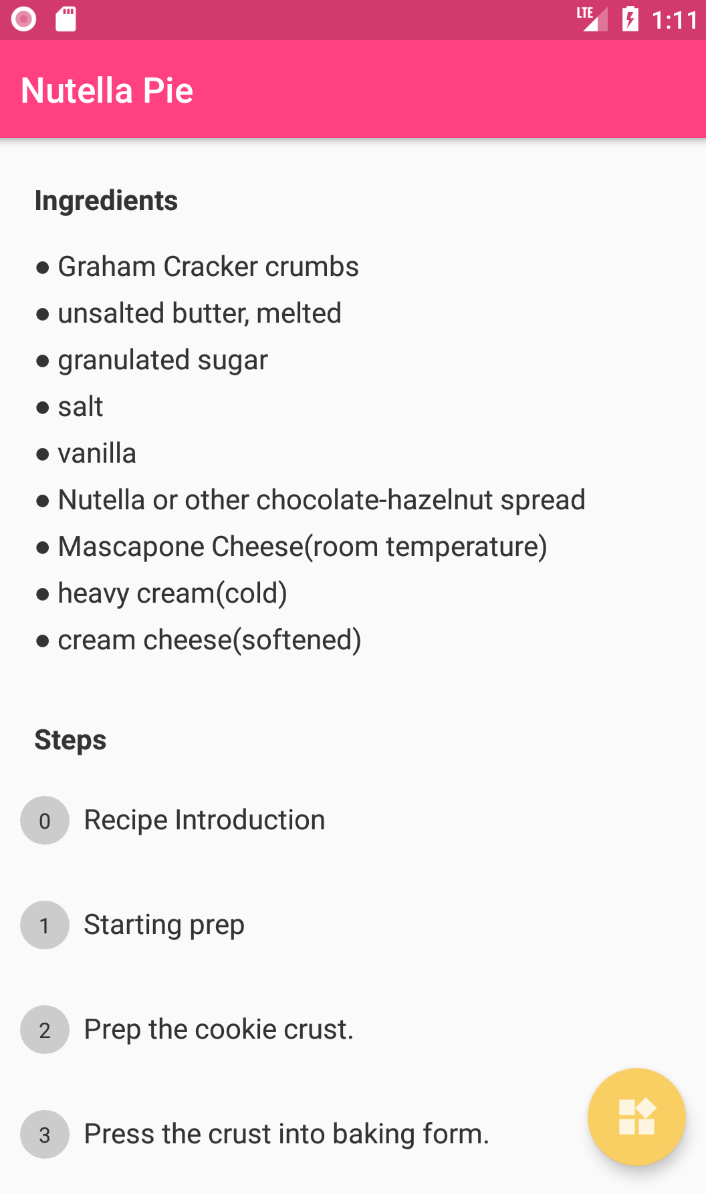 LTE 1:11
Nutella Pie
Ingredients
● Graham Cracker crumbs
● unsalted butter, melted
● granulated sugar
● salt
● vanilla
● Nutella or other chocolate-hazelnut spread
● Mascapone Cheese(room temperature)
● heavy cream(cold)
● cream cheese(softened)
Steps
0 Recipe Introduction
1 Starting prep
2 Prep the cookie crust.
3 Press the crust into baking form.